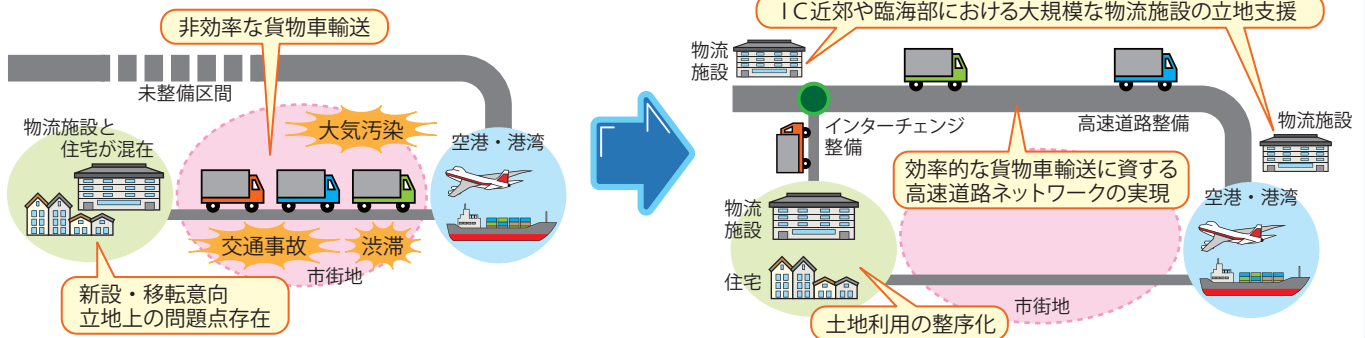 非効率な貨物車輸送
未整備区間
物流施設と
住宅が混在
大気汚染
空港・港湾
交通事故
渋滞
市街地
新設・移転意向
立地上の問題点存在
ＩＣ近郊や臨海部における大規模な物流施設の立地支援
物流
施設
インターチェンジ
整備
高速道路整備
物流施設
効率的な貨物車輸送に資する
高速道路ネットワークの実現
空港・港湾
物流
施設
住宅
市街地
土地利用の整序化